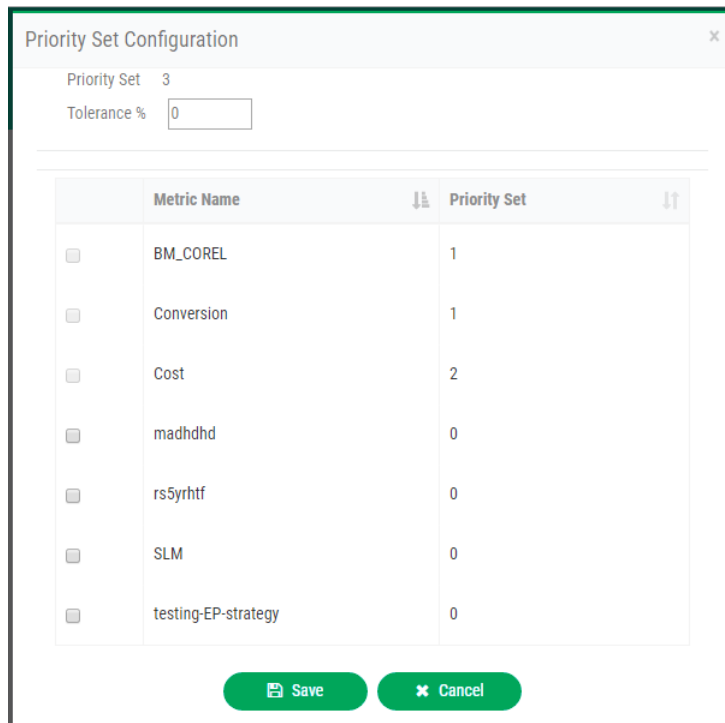 Priority Set Configuration ×
Priority Set 3
Tolerance % 0
Metric Name Priority Set
BM_COREL 1
Conversion 1
Cost 2
madhdhd 0
rs5yrhtf 0
SLM 0
testing-EP-strategy 0
Save Cancel